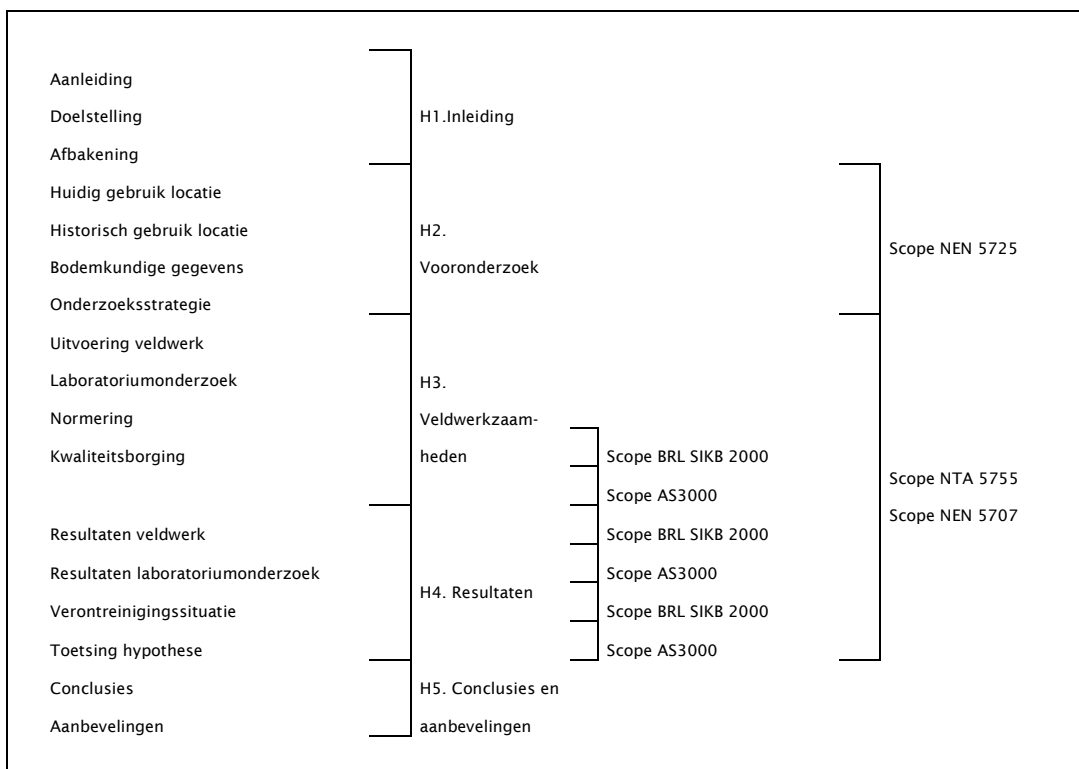 Aanleiding
Doelstelling
Afbakening
Huidig gebruik locatie
Historisch gebruik locatie
Bodemkundige gegevens
Onderzoeksstrategie
Uitvoering veldwerk
Laboratoriumonderzoek
Normering
Kwaliteitsborging
Resultaten veldwerk
Resultaten laboratoriumonderzoek
Verontreinigingssituatie
Toetsing hypothese
Conclusies
Aanbevelingen
H1.Inleiding
H2.
Vooronderzoek
H3.
Veldwerkzaam-
heden
H4. Resultaten
H5. Conclusies en
aanbevelingen
Scope BRL SIKB 2000
Scope AS3000
Scope BRL SIKB 2000
Scope AS3000
Scope BRL SIKB 2000
Scope AS3000
Scope NEN 5725
Scope NTA 5755
Scope NEN 5707